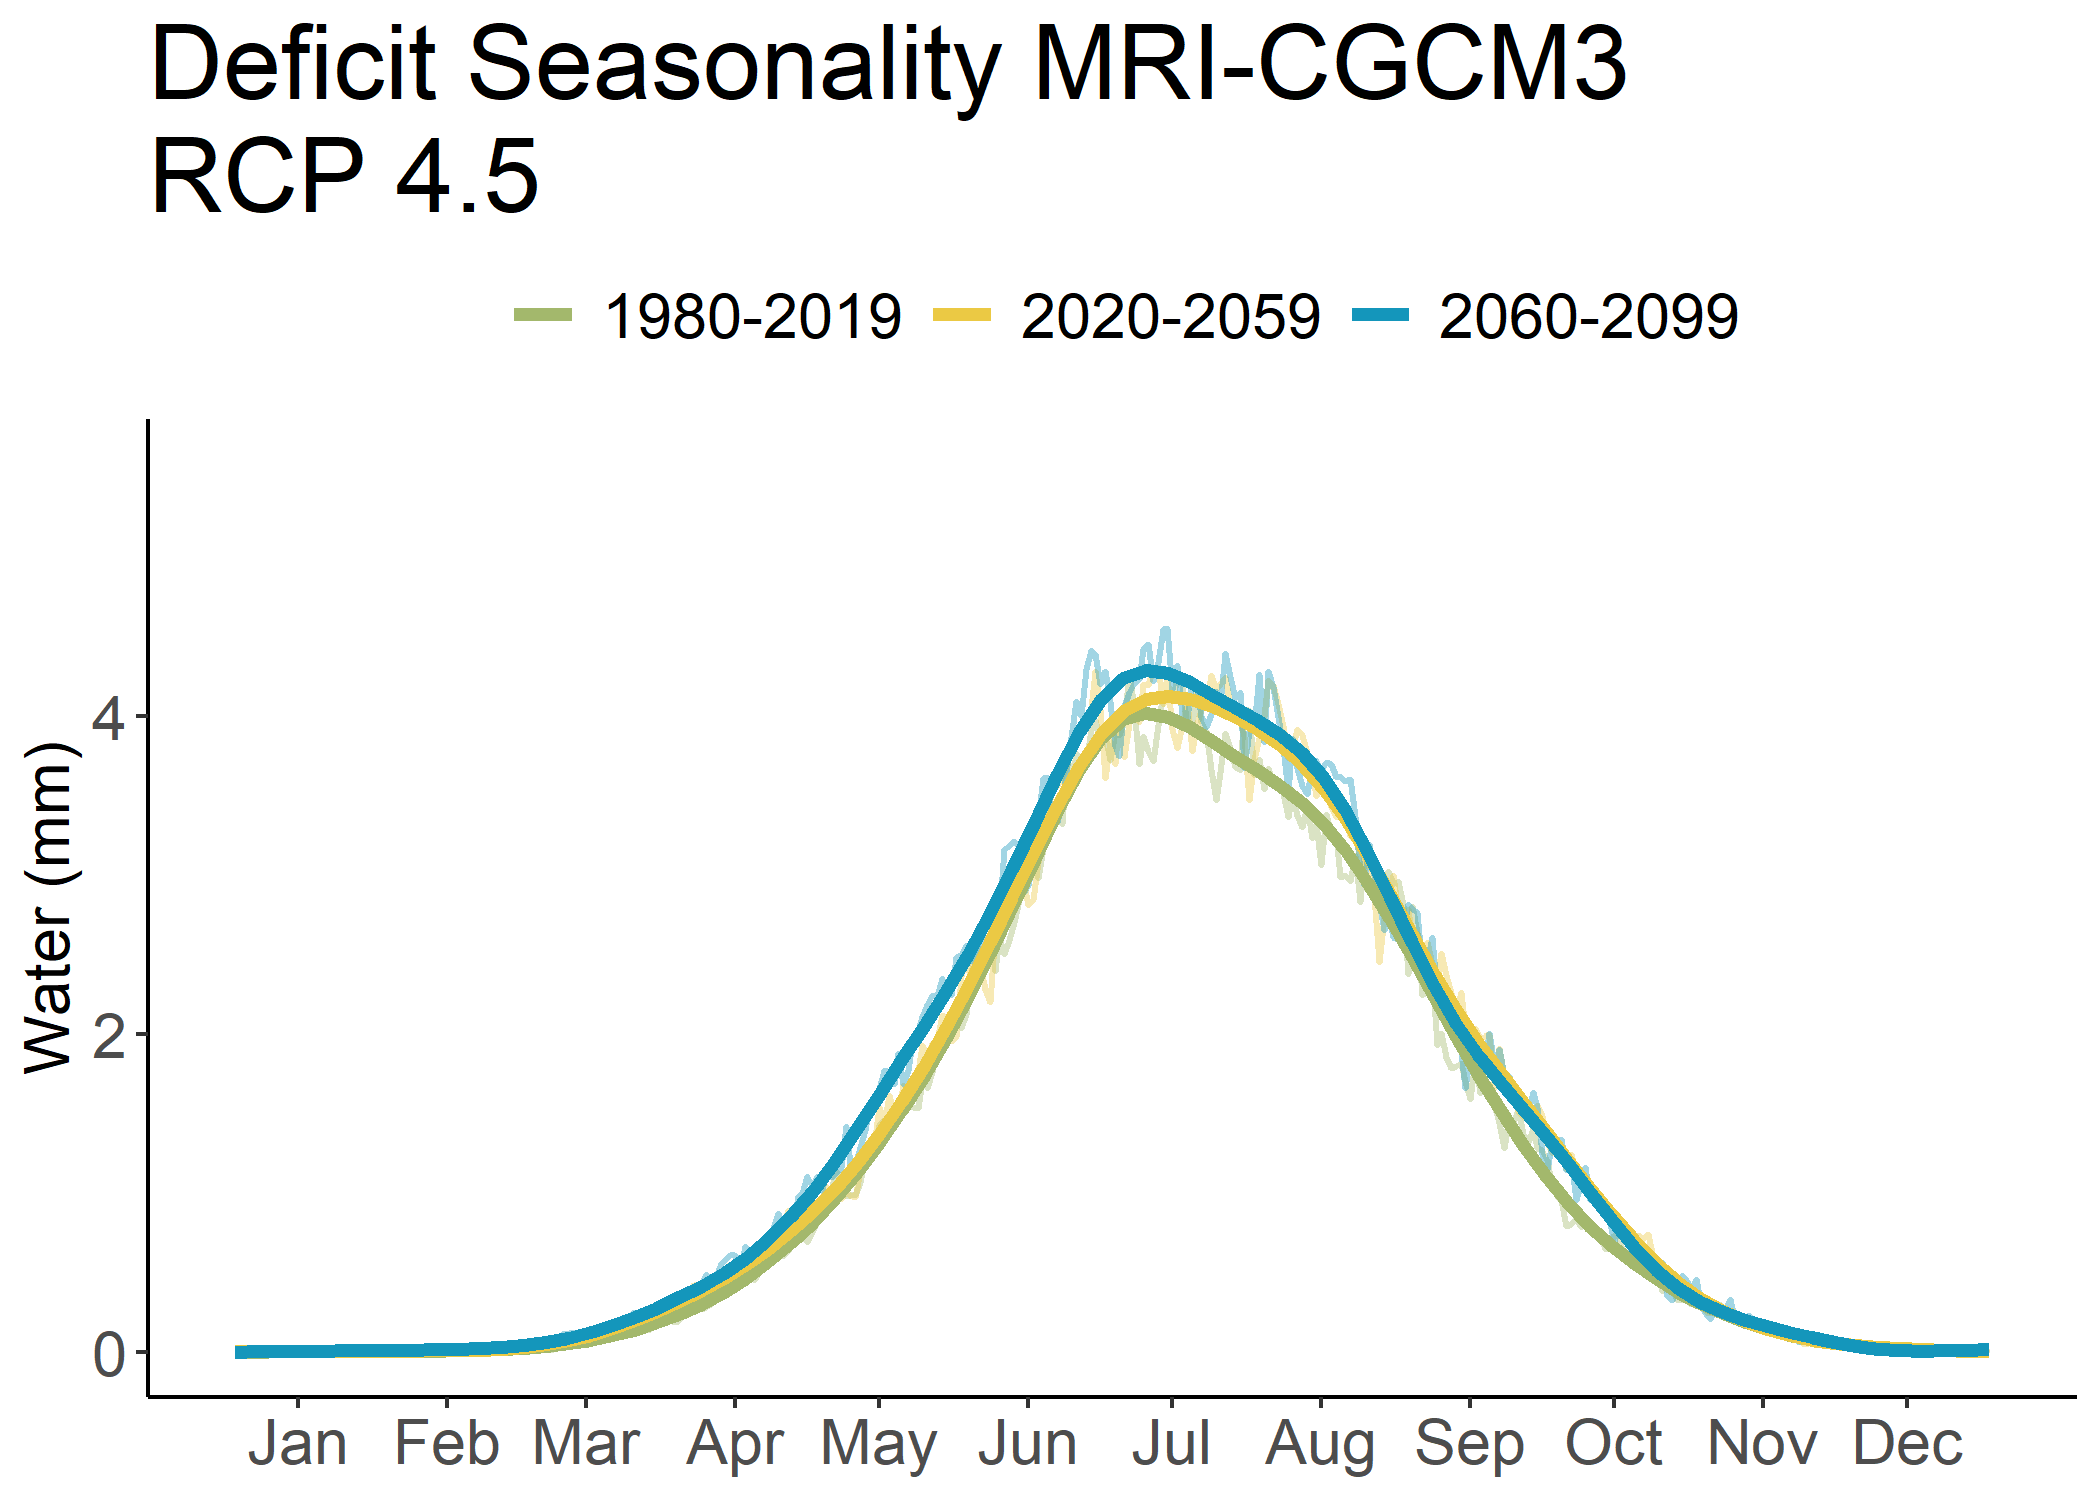 Deficit Seasonality MRI-CGCM3
RCP 4.5
1980-2019 2020-2059 2060-2099
Water (mm)
4
2
0
Jan Feb Mar Apr May Jun Jul Aug Sep Oct Nov Dec